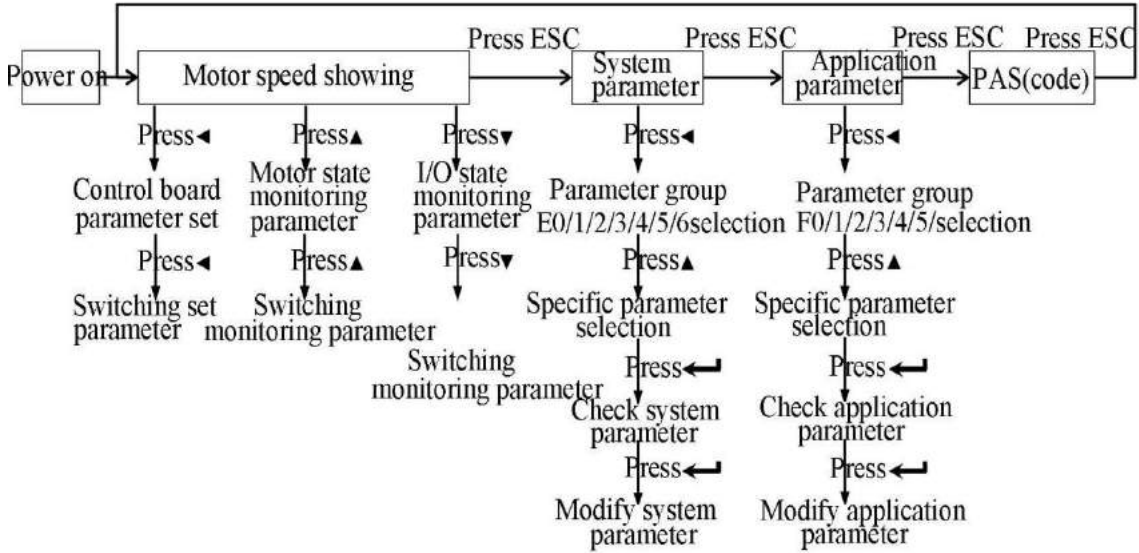 Press ESC
Press ESC
Press ESC
Press ESC
Power on
Motor speed showing
System
parameter
Application
parameter
PAS(code)
Press◄
Press▲
Press▼
Press◄
Press◄
Control board
parameter set
Motor state
monitoring
parameter
I/O state
monitoring
parameter
Parameter group
E0/1/2/3/4/5/6selection
Parameter group
F0/1/2/3/4/5/selection
Press◄
Press▲
Press▼
Press▲
Press▲
Switching set
parameter
Switching
monitoring parameter
Switching
monitoring parameter
Specific parameter
selection
Specific parameter
selection
Press
Press
Check system
parameter
Check application
parameter
Press
Press
Modify system
parameter
Modify application
parameter